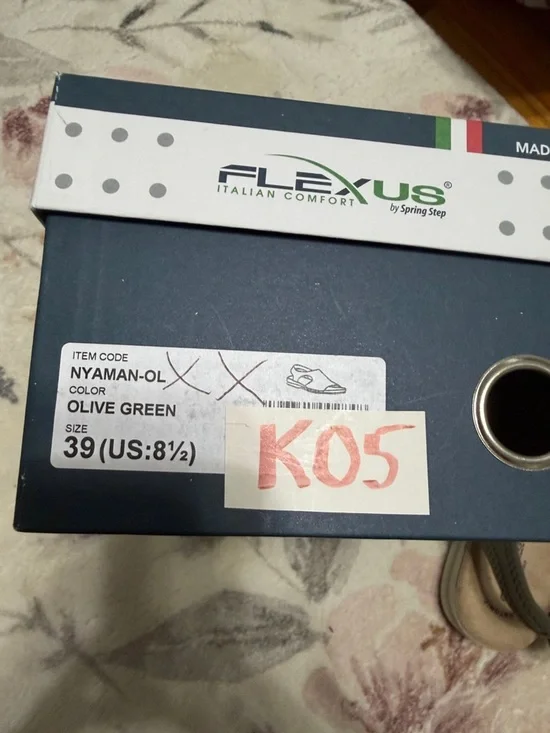 MAD
FLEXUS®
ITALIAN COMFORT
by Spring Step
ITEM CODE
NYAMAN-OL XX
COLOR
OLIVE GREEN
SIZE
39 (US:8½)
K05